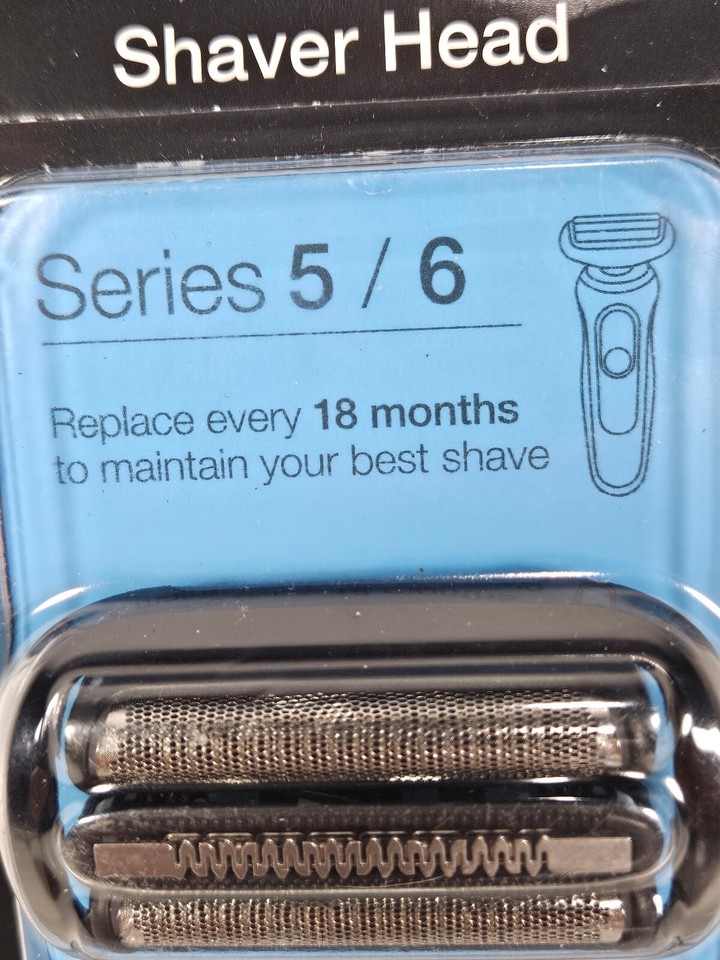 Shaver Head
Series 5 / 6
Replace every 18 months
to maintain your best shave